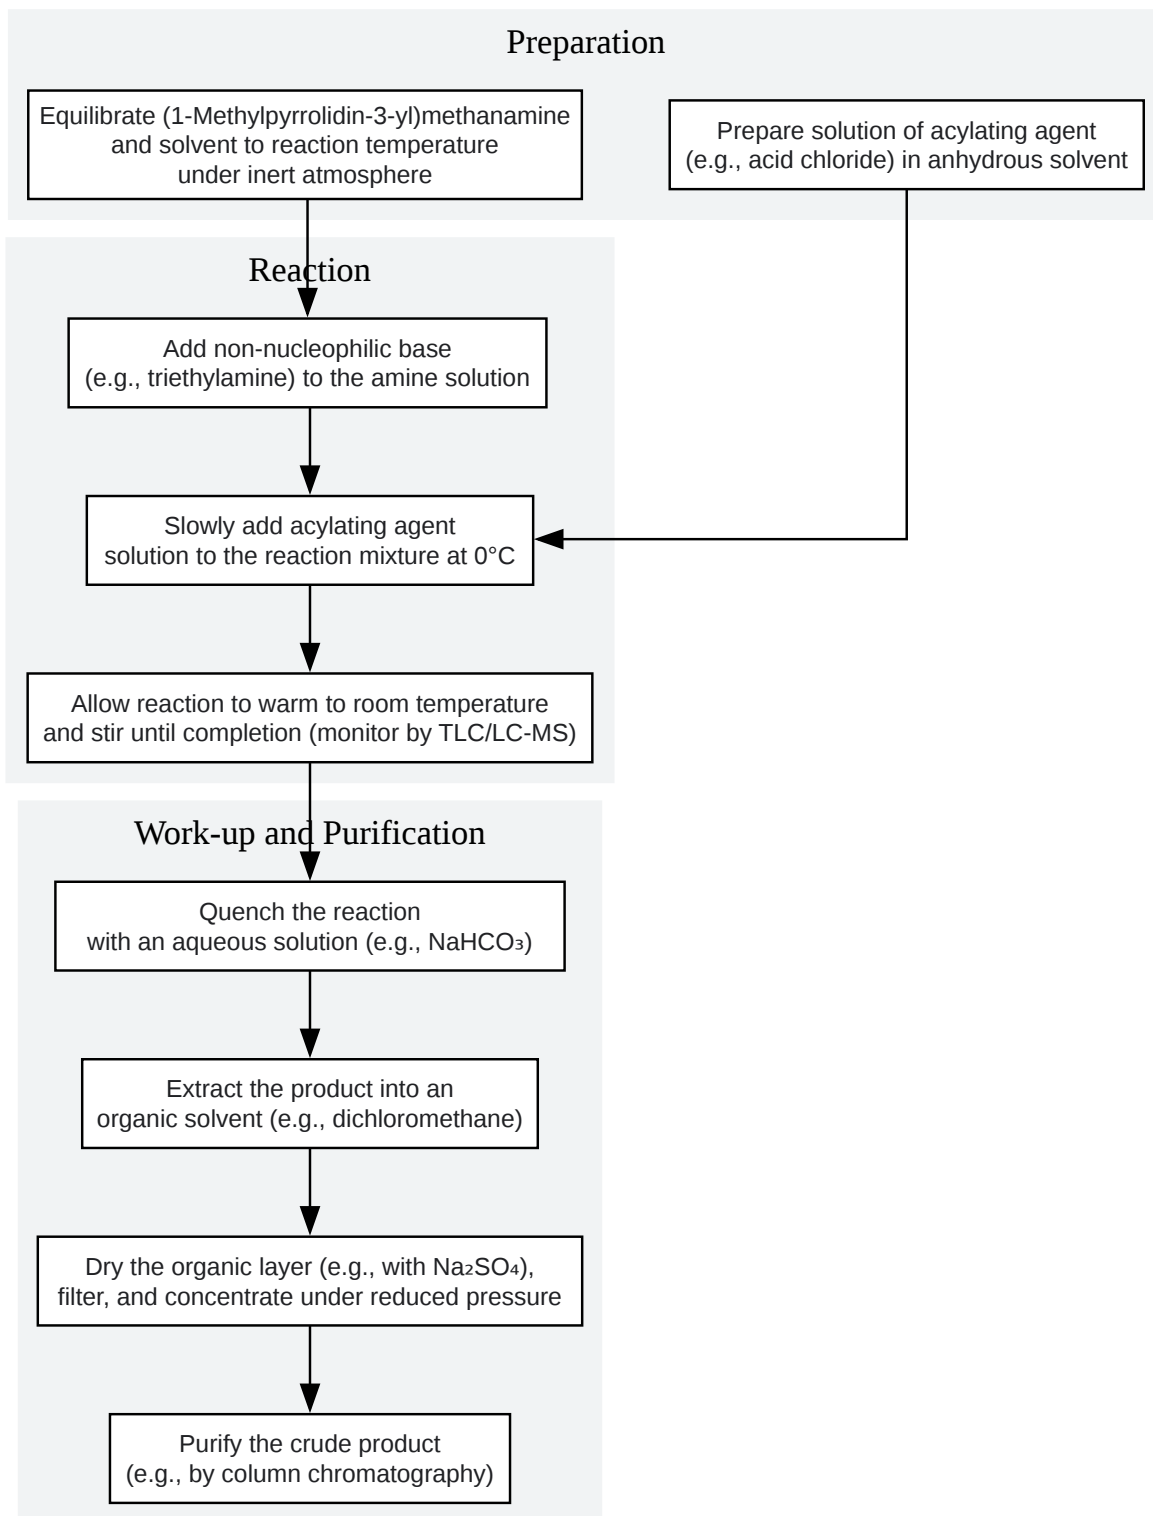 Preparation
Equilibrate (1-Methylpyrrolidin-3-yl)methanamine
and solvent to reaction temperature
under inert atmosphere
Prepare solution of acylating agent
(e.g., acid chloride) in anhydrous solvent
Reaction
Add non-nucleophilic base
(e.g., triethylamine) to the amine solution
Slowly add acylating agent
solution to the reaction mixture at 0°C
Allow reaction to warm to room temperature
and stir until completion (monitor by TLC/LC-MS)
Work-up and Purification
Quench the reaction
with an aqueous solution (e.g., NaHCO₃)
Extract the product into an
organic solvent (e.g., dichloromethane)
Dry the organic layer (e.g., with Na₂SO₄),
filter, and concentrate under reduced pressure
Purify the crude product
(e.g., by column chromatography)